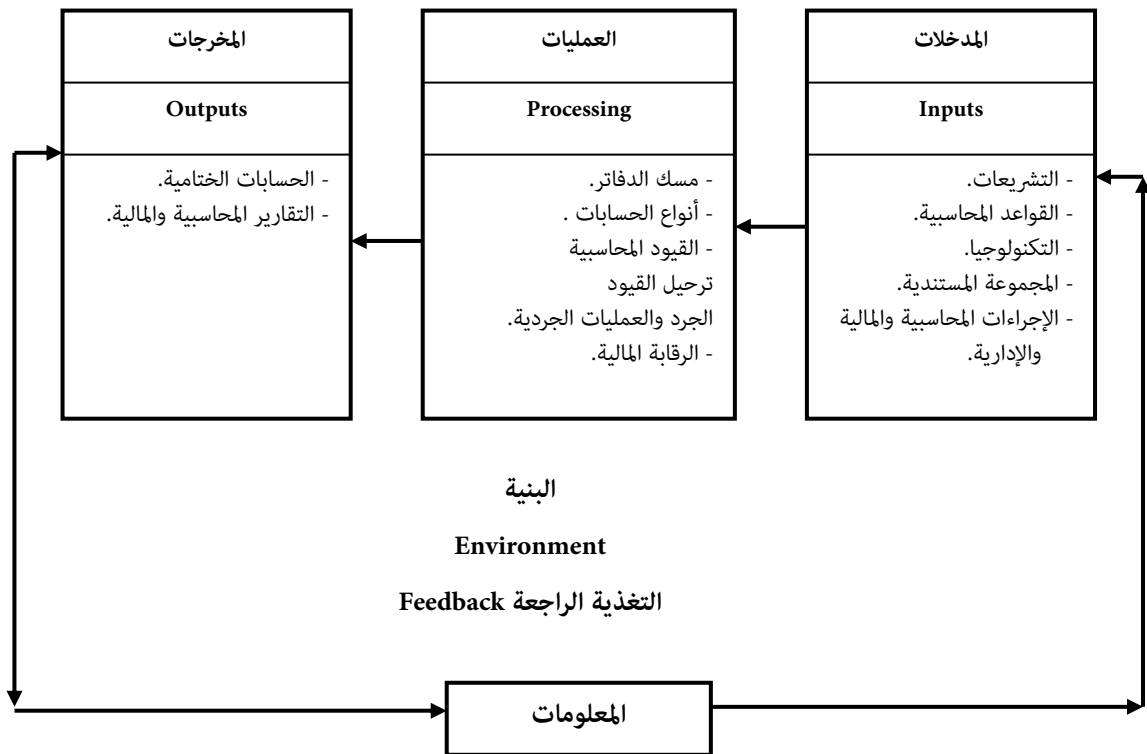 المدخلات
Inputs
- التشريعات.
- القواعد المحاسبية.
- التكنولوجيا.
- المجموعة المستندية.
- الإجراءات المحاسبية والمالية
والإدارية.
العمليات
Processing
- مسك الدفاتر.
- أنواع الحسابات .
- القيود المحاسبية
ترحيل القيود
الجرد والعمليات الجردية.
- الرقابة المالية.
المخرجات
Outputs
- الحسابات الختامية.
- التقارير المحاسبية والمالية.
البنية
Environment
التغذية الراجعة Feedback
المعلومات